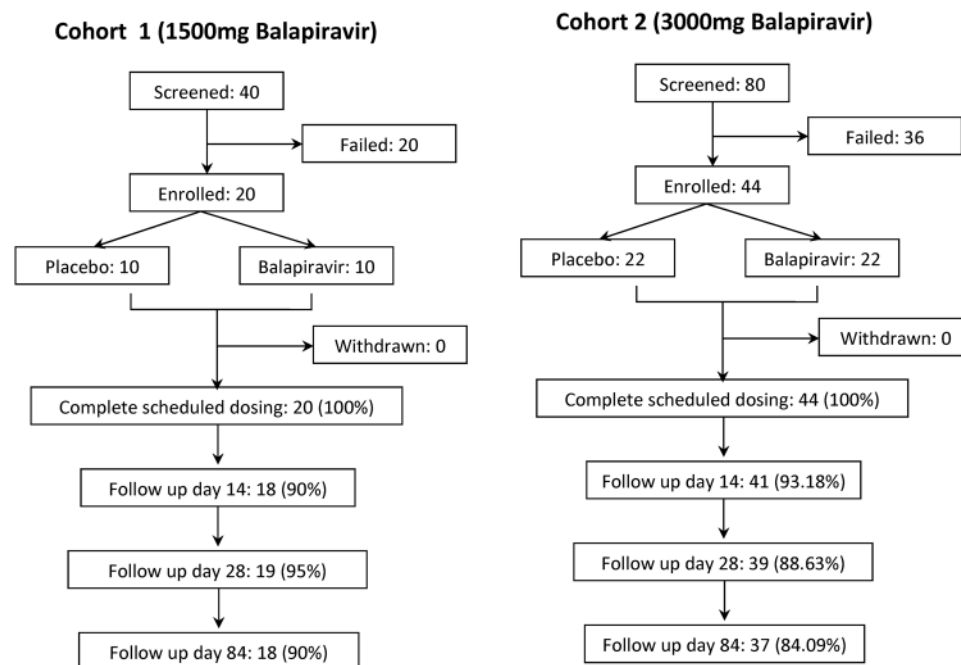 Cohort 1 (1500mg Balapiravir)
Screened: 40
Failed: 20
Enrolled: 20
Placebo: 10
Balapiravir: 10
Withdrawn: 0
Complete scheduled dosing: 20 (100%)
Follow up day 14: 18 (90%)
Follow up day 28: 19 (95%)
Follow up day 84: 18 (90%)
Cohort 2 (3000mg Balapiravir)
Screened: 80
Failed: 36
Enrolled: 44
Placebo: 22
Balapiravir: 22
Withdrawn: 0
Complete scheduled dosing: 44 (100%)
Follow up day 14: 41 (93.18%)
Follow up day 28: 39 (88.63%)
Follow up day 84: 37 (84.09%)